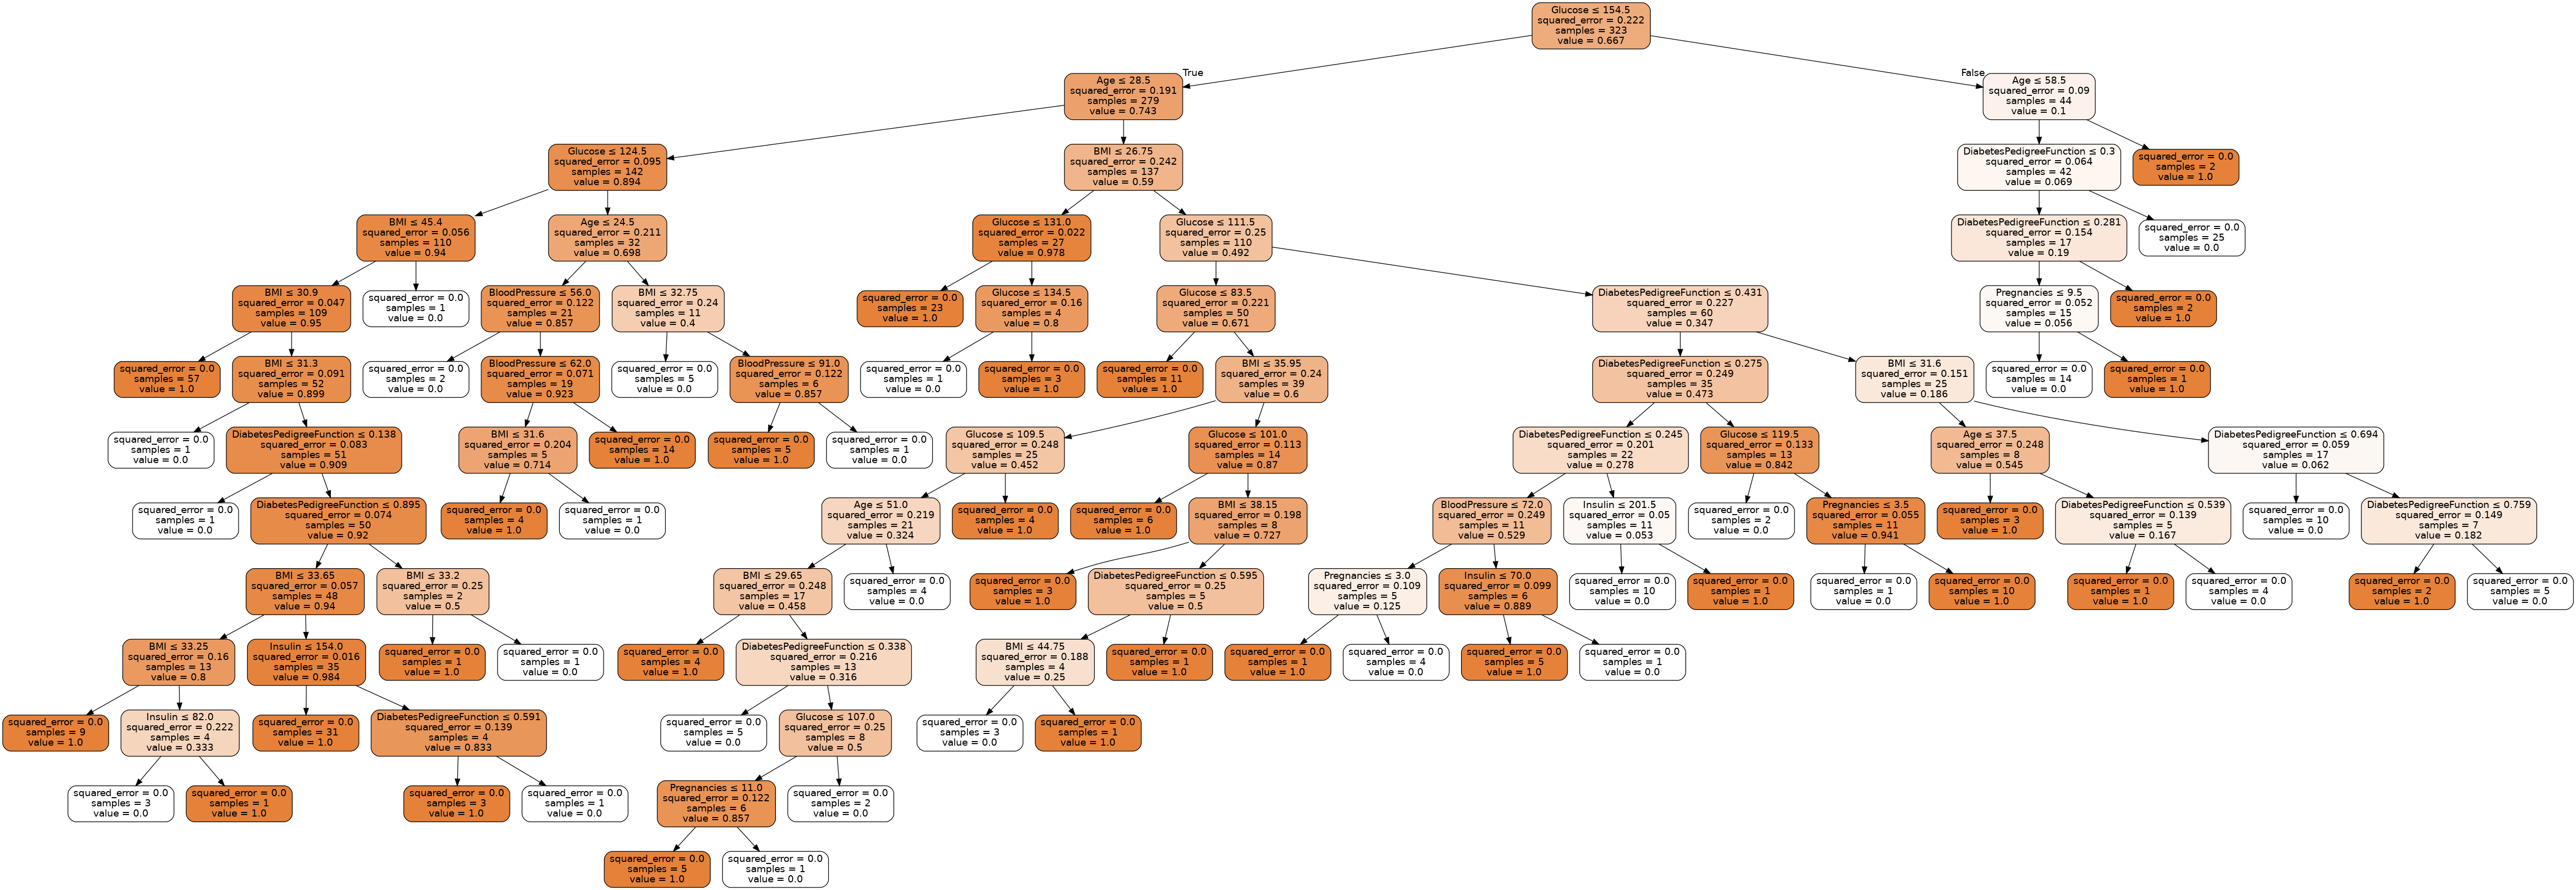 Glucose ≤ 154.5
squared_error = 0.222
samples = 323
value = 0.667
True
False
Age ≤ 28.5
squared_error = 0.191
samples = 279
value = 0.743
Age ≤ 58.5
squared_error = 0.09
samples = 44
value = 0.1
Glucose ≤ 124.5
squared_error = 0.095
samples = 142
value = 0.894
BMI ≤ 26.75
squared_error = 0.242
samples = 137
value = 0.59
DiabetesPedigreeFunction ≤ 0.3
squared_error = 0.064
samples = 42
value = 0.069
squared_error = 0.0
samples = 2
value = 1.0
BMI ≤ 45.4
squared_error = 0.056
samples = 110
value = 0.94
Age ≤ 24.5
squared_error = 0.211
samples = 32
value = 0.698
Glucose ≤ 131.0
squared_error = 0.022
samples = 27
value = 0.978
Glucose ≤ 111.5
squared_error = 0.25
samples = 110
value = 0.492
DiabetesPedigreeFunction ≤ 0.281
squared_error = 0.154
samples = 17
value = 0.19
squared_error = 0.0
samples = 25
value = 0.0
BMI ≤ 30.9
squared_error = 0.047
samples = 109
value = 0.95
squared_error = 0.0
samples = 1
value = 0.0
BloodPressure ≤ 56.0
squared_error = 0.122
samples = 21
value = 0.857
BMI ≤ 32.75
squared_error = 0.24
samples = 11
value = 0.4
squared_error = 0.0
samples = 23
value = 1.0
Glucose ≤ 134.5
squared_error = 0.16
samples = 4
value = 0.8
Glucose ≤ 83.5
squared_error = 0.221
samples = 50
value = 0.671
DiabetesPedigreeFunction ≤ 0.431
squared_error = 0.227
samples = 60
value = 0.347
Pregnancies ≤ 9.5
squared_error = 0.052
samples = 15
value = 0.056
squared_error = 0.0
samples = 2
value = 1.0
squared_error = 0.0
samples = 57
value = 1.0
BMI ≤ 31.3
squared_error = 0.091
samples = 52
value = 0.899
squared_error = 0.0
samples = 2
value = 0.0
BloodPressure ≤ 62.0
squared_error = 0.071
samples = 19
value = 0.923
squared_error = 0.0
samples = 5
value = 0.0
BloodPressure ≤ 91.0
squared_error = 0.122
samples = 6
value = 0.857
squared_error = 0.0
samples = 1
value = 0.0
squared_error = 0.0
samples = 3
value = 1.0
squared_error = 0.0
samples = 11
value = 1.0
BMI ≤ 35.95
squared_error = 0.24
samples = 39
value = 0.6
DiabetesPedigreeFunction ≤ 0.275
squared_error = 0.249
samples = 35
value = 0.473
BMI ≤ 31.6
squared_error = 0.151
samples = 25
value = 0.186
squared_error = 0.0
samples = 14
value = 0.0
squared_error = 0.0
samples = 1
value = 1.0
squared_error = 0.0
samples = 1
value = 0.0
DiabetesPedigreeFunction ≤ 0.138
squared_error = 0.083
samples = 51
value = 0.909
BMI ≤ 31.6
squared_error = 0.204
samples = 5
value = 0.714
squared_error = 0.0
samples = 14
value = 1.0
squared_error = 0.0
samples = 5
value = 1.0
squared_error = 0.0
samples = 1
value = 0.0
Glucose ≤ 109.5
squared_error = 0.248
samples = 25
value = 0.452
Glucose ≤ 101.0
squared_error = 0.113
samples = 14
value = 0.87
DiabetesPedigreeFunction ≤ 0.245
squared_error = 0.201
samples = 22
value = 0.278
Glucose ≤ 119.5
squared_error = 0.133
samples = 13
value = 0.842
Age ≤ 37.5
squared_error = 0.248
samples = 8
value = 0.545
DiabetesPedigreeFunction ≤ 0.694
squared_error = 0.059
samples = 17
value = 0.062
squared_error = 0.0
samples = 1
value = 0.0
DiabetesPedigreeFunction ≤ 0.895
squared_error = 0.074
samples = 50
value = 0.92
squared_error = 0.0
samples = 4
value = 1.0
squared_error = 0.0
samples = 1
value = 0.0
Age ≤ 51.0
squared_error = 0.219
samples = 21
value = 0.324
squared_error = 0.0
samples = 4
value = 1.0
squared_error = 0.0
samples = 6
value = 1.0
BMI ≤ 38.15
squared_error = 0.198
samples = 8
value = 0.727
BloodPressure ≤ 72.0
squared_error = 0.249
samples = 11
value = 0.529
Insulin ≤ 201.5
squared_error = 0.05
samples = 11
value = 0.053
squared_error = 0.0
samples = 2
value = 0.0
Pregnancies ≤ 3.5
squared_error = 0.055
samples = 11
value = 0.941
squared_error = 0.0
samples = 3
value = 1.0
DiabetesPedigreeFunction ≤ 0.539
squared_error = 0.139
samples = 5
value = 0.167
squared_error = 0.0
samples = 10
value = 0.0
DiabetesPedigreeFunction ≤ 0.759
squared_error = 0.149
samples = 7
value = 0.182
BMI ≤ 33.65
squared_error = 0.057
samples = 48
value = 0.94
BMI ≤ 33.2
squared_error = 0.25
samples = 2
value = 0.5
BMI ≤ 29.65
squared_error = 0.248
samples = 17
value = 0.458
squared_error = 0.0
samples = 4
value = 0.0
squared_error = 0.0
samples = 3
value = 1.0
DiabetesPedigreeFunction ≤ 0.595
squared_error = 0.25
samples = 5
value = 0.5
Pregnancies ≤ 3.0
squared_error = 0.109
samples = 5
value = 0.125
Insulin ≤ 70.0
squared_error = 0.099
samples = 6
value = 0.889
squared_error = 0.0
samples = 10
value = 0.0
squared_error = 0.0
samples = 1
value = 1.0
squared_error = 0.0
samples = 1
value = 0.0
squared_error = 0.0
samples = 10
value = 1.0
squared_error = 0.0
samples = 1
value = 1.0
squared_error = 0.0
samples = 4
value = 0.0
squared_error = 0.0
samples = 2
value = 1.0
squared_error = 0.0
samples = 5
value = 0.0
BMI ≤ 33.25
squared_error = 0.16
samples = 13
value = 0.8
Insulin ≤ 154.0
squared_error = 0.016
samples = 35
value = 0.984
squared_error = 0.0
samples = 1
value = 1.0
squared_error = 0.0
samples = 1
value = 0.0
squared_error = 0.0
samples = 4
value = 1.0
DiabetesPedigreeFunction ≤ 0.338
squared_error = 0.216
samples = 13
value = 0.316
BMI ≤ 44.75
squared_error = 0.188
samples = 4
value = 0.25
squared_error = 0.0
samples = 1
value = 1.0
squared_error = 0.0
samples = 1
value = 1.0
squared_error = 0.0
samples = 4
value = 0.0
squared_error = 0.0
samples = 5
value = 1.0
squared_error = 0.0
samples = 1
value = 0.0
squared_error = 0.0
samples = 9
value = 1.0
Insulin ≤ 82.0
squared_error = 0.222
samples = 4
value = 0.333
squared_error = 0.0
samples = 31
value = 1.0
DiabetesPedigreeFunction ≤ 0.591
squared_error = 0.139
samples = 4
value = 0.833
squared_error = 0.0
samples = 5
value = 0.0
Glucose ≤ 107.0
squared_error = 0.25
samples = 8
value = 0.5
squared_error = 0.0
samples = 3
value = 0.0
squared_error = 0.0
samples = 1
value = 1.0
squared_error = 0.0
samples = 3
value = 0.0
squared_error = 0.0
samples = 1
value = 1.0
squared_error = 0.0
samples = 3
value = 1.0
squared_error = 0.0
samples = 1
value = 0.0
Pregnancies ≤ 11.0
squared_error = 0.122
samples = 6
value = 0.857
squared_error = 0.0
samples = 2
value = 0.0
squared_error = 0.0
samples = 5
value = 1.0
squared_error = 0.0
samples = 1
value = 0.0